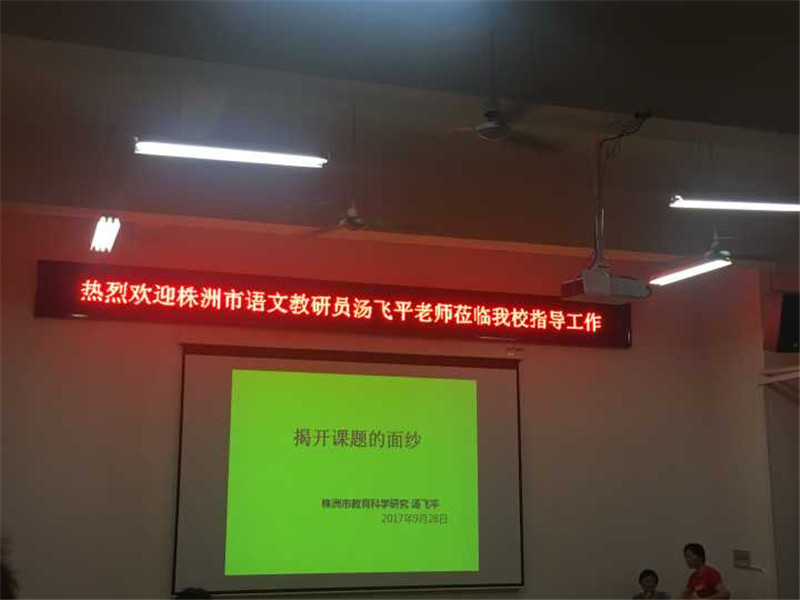 热烈欢迎株洲市语文教研员汤飞平老师莅临我校指导工作
揭开课题的面纱
株洲市教育科学研究 汤飞平
2017年9月28日